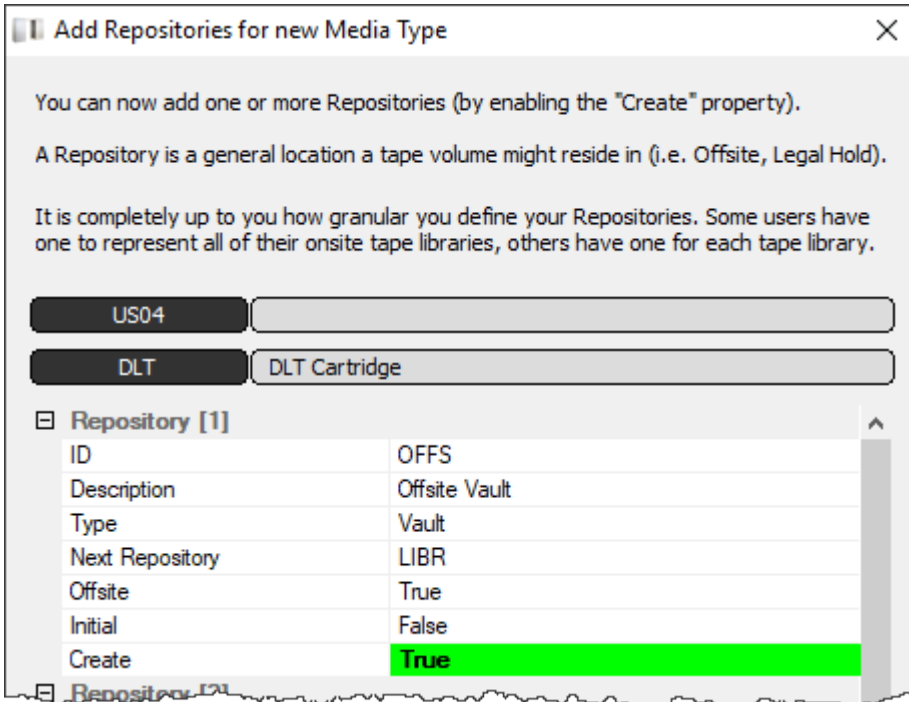 Add Repositories for new Media Type
You can now add one or more Repositories (by enabling the "Create" property).
A Repository is a general location a tape volume might reside in (i.e. Offsite, Legal Hold).
It is completely up to you how granular you define your Repositories. Some users have
one to represent all of their onsite tape libraries, others have one for each tape library.
US04
DLT DLT Cartridge
Repository [1]
ID OFFS
Description Offsite Vault
Type Vault
Next Repository LIBR
Offsite True
Initial False
Create True
Repository [2]